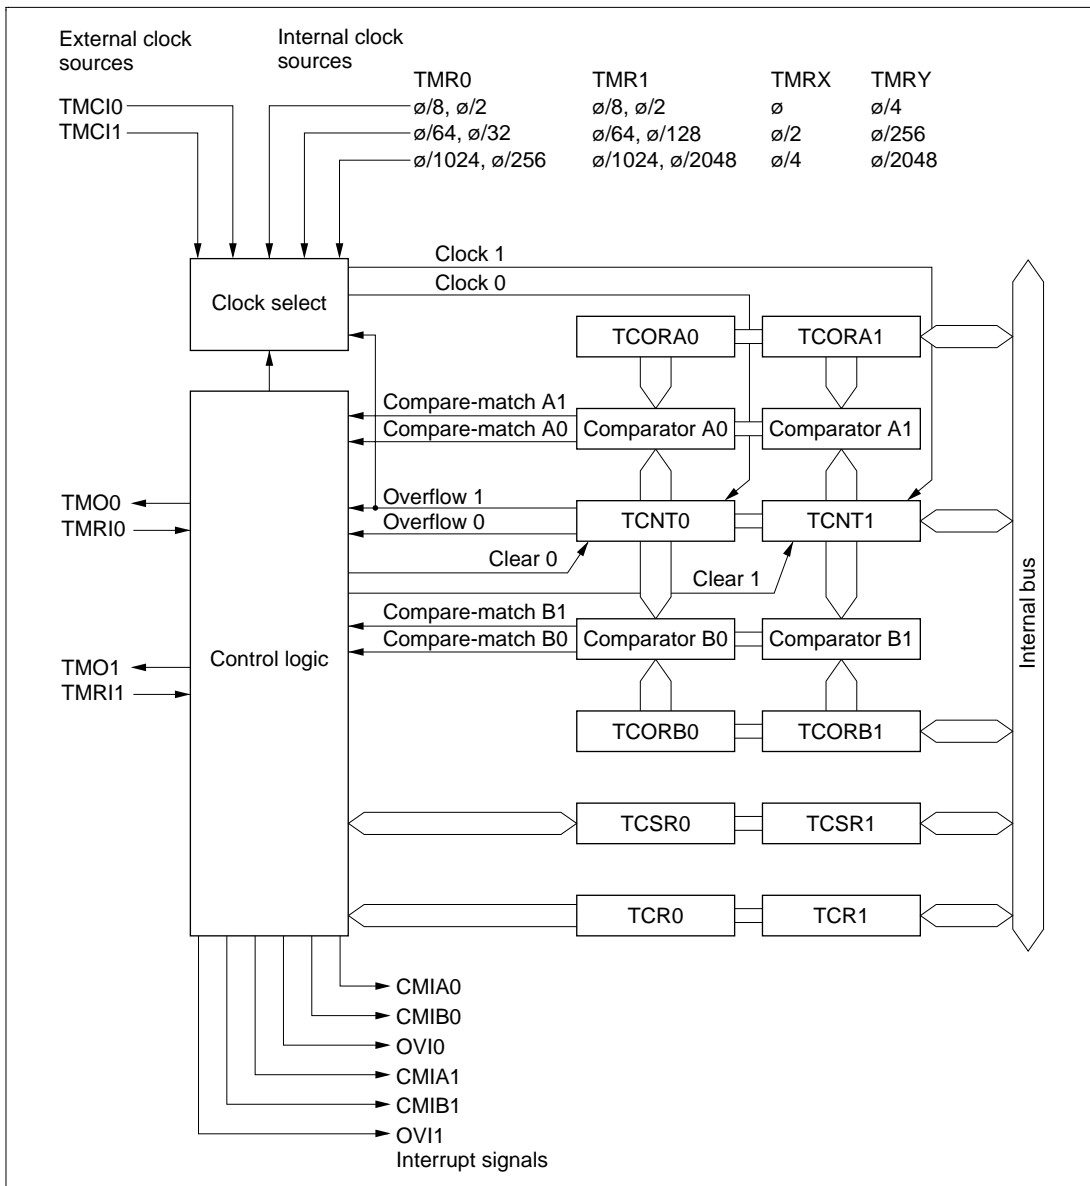 External clock
sources
Internal clock
sources
TMR0 TMR1 TMRX TMRY
TMCI0
ø/8, ø/2 ø/8, ø/2 ø ø/4
TMCI1
ø/64, ø/32 ø/64, ø/128 ø/2 ø/256
ø/1024, ø/256 ø/1024, ø/2048 ø/4 ø/2048
Clock 1
Clock 0
Clock select
TCORA0 TCORA1
Compare-match A1
Compare-match A0
Comparator A0 Comparator A1
TMO0
TMRI0
Overflow 1
Overflow 0
TCNT0 TCNT1
Clear 0
Clear 1
Compare-match B1
Compare-match B0
Comparator B0 Comparator B1
Control logic
TMO1
TMRI1
Internal bus
TCORB0 TCORB1
TCSR0 TCSR1
TCR0 TCR1
CMIA0
CMIB0
OVI0
CMIA1
CMIB1
OVI1
Interrupt signals